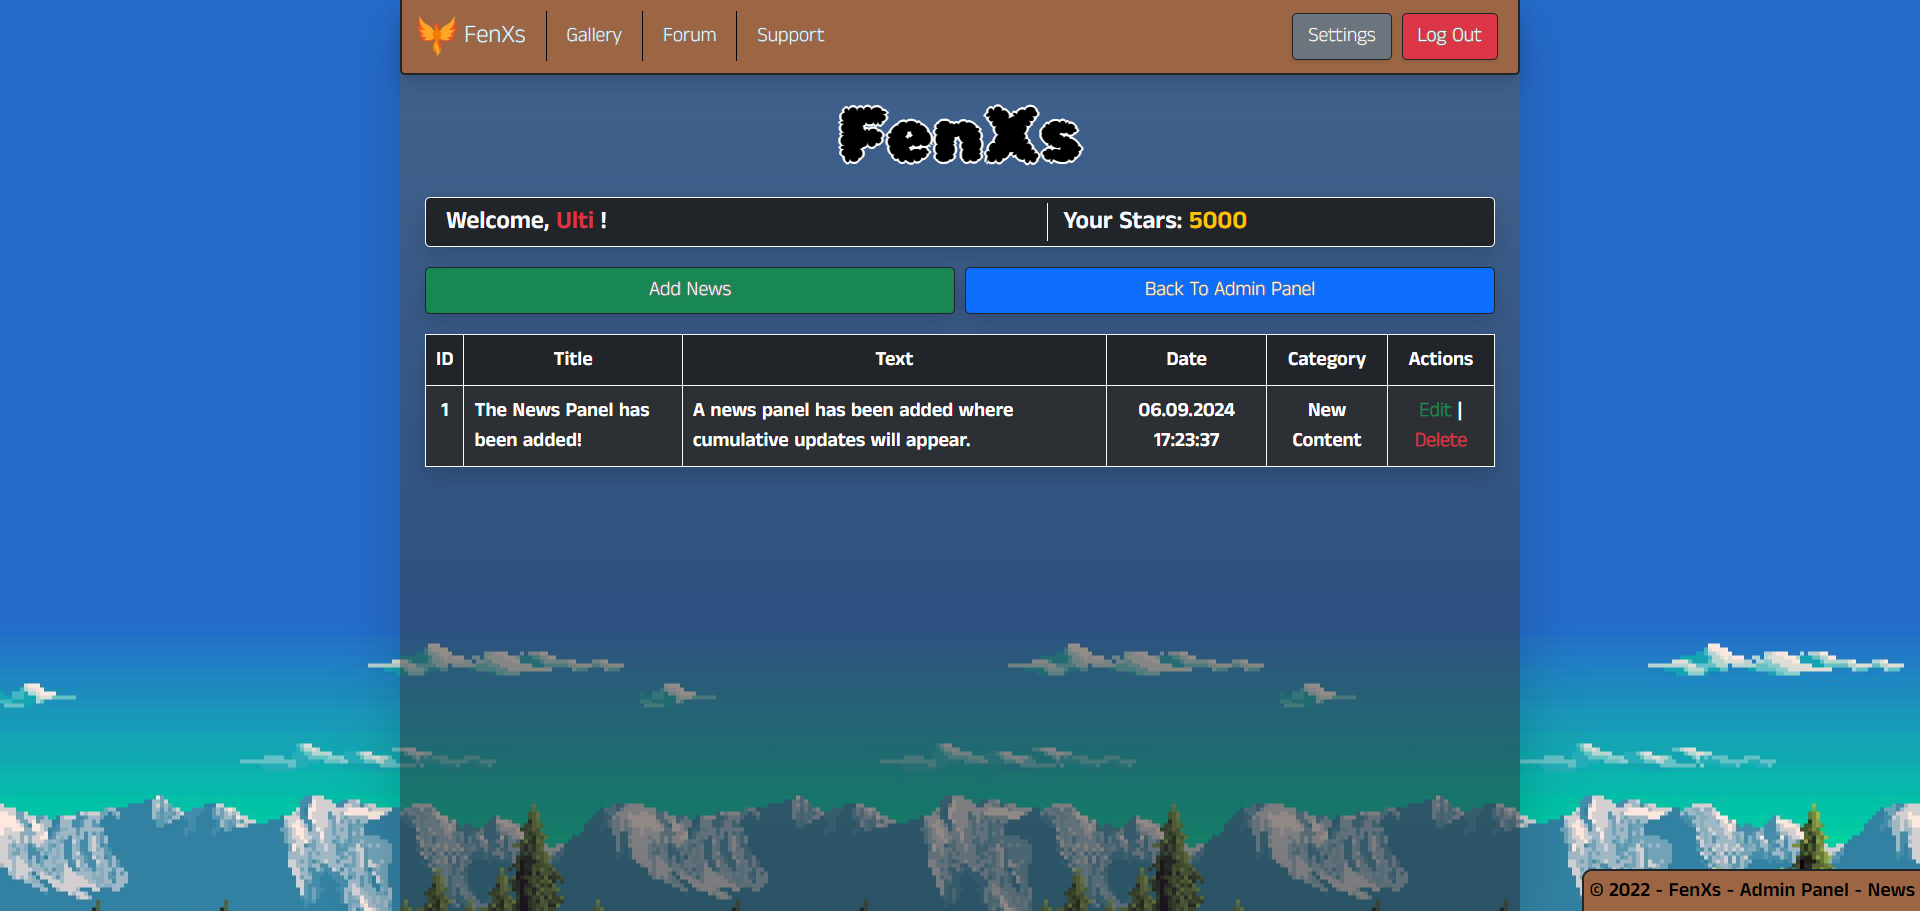 FenXs
Gallery
Forum
Support
Settings
Log Out
FenXs
Welcome, Ulti !
Your Stars: 5000
Add News
Back To Admin Panel
ID
Title
Text
Date
Category
Actions
1
The News Panel has
been added!
A news panel has been added where
cumulative updates will appear.
06.09.2024
17:23:37
New
Content
Edit |
Delete
© 2022 - FenXs - Admin Panel - News